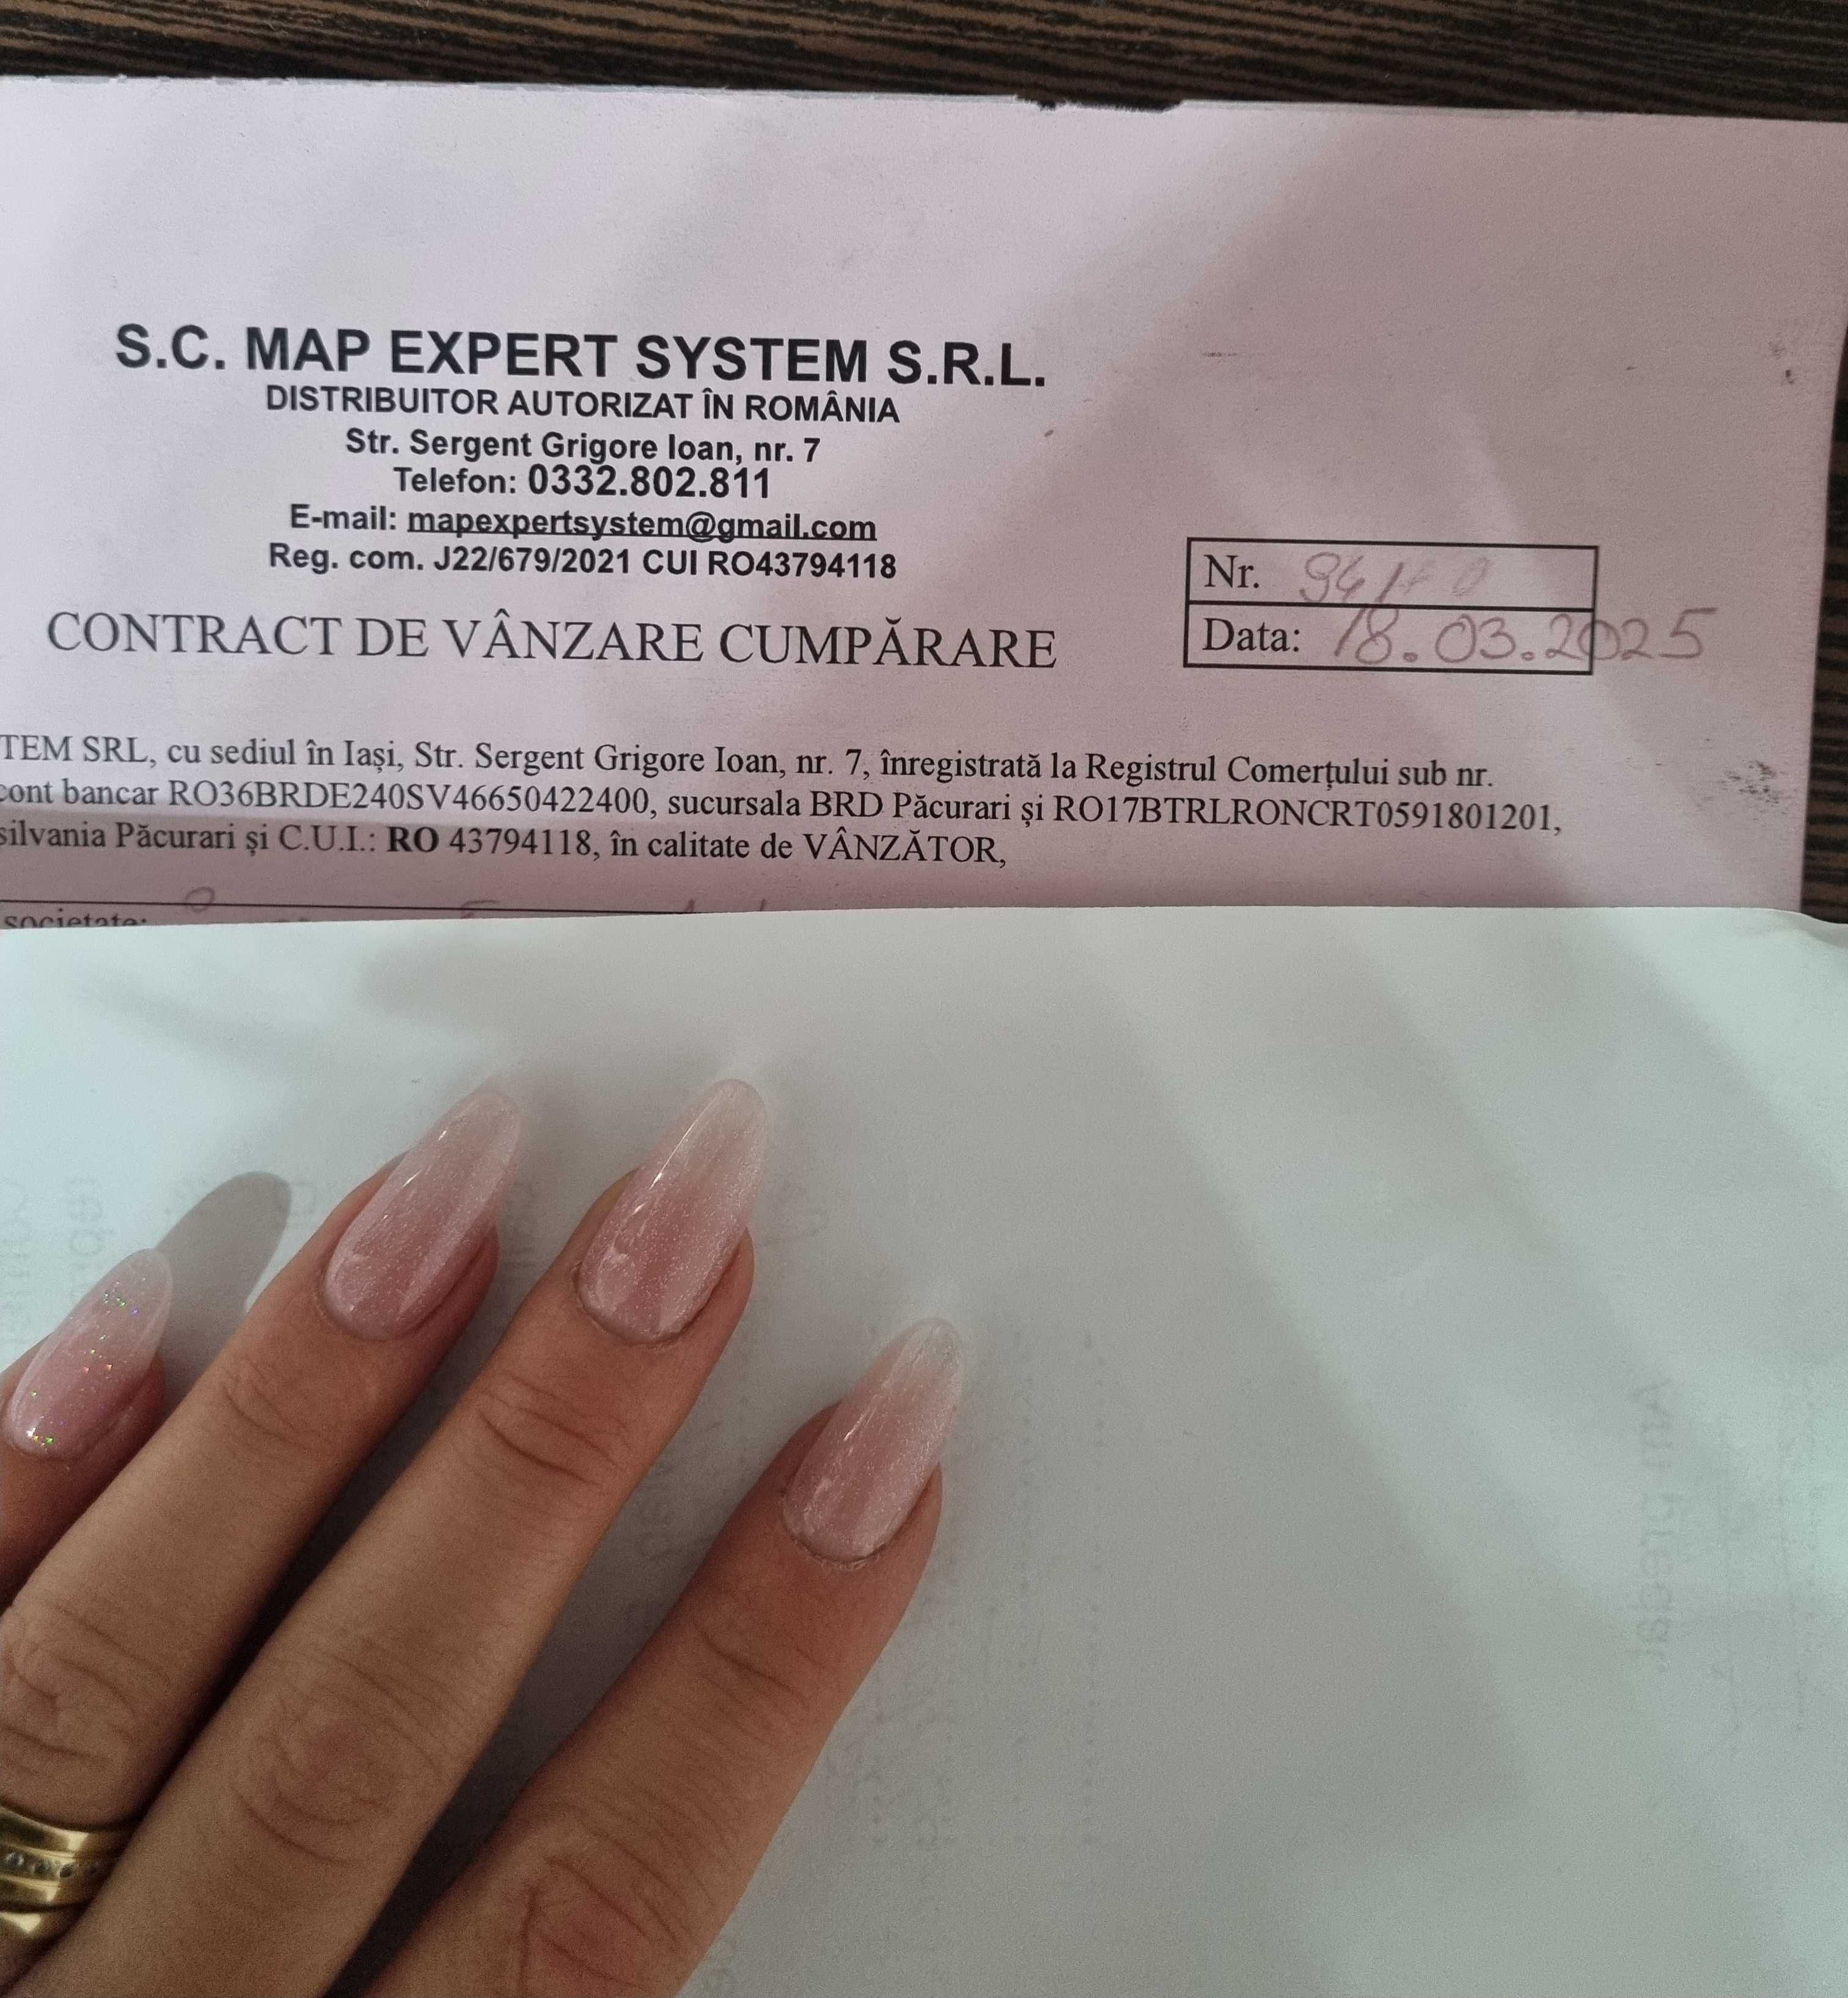 S.C. MAP EXPERT SYSTEM S.R.L.
DISTRIBUITOR AUTORIZAT ÎN ROMÂNIA
Str. Sergent Grigore Ioan, nr. 7
Telefon: 0332.802.811
E-mail: mapexpertsystem@gmail.com
Reg. com. J22/679/2021 CUI RO43794118
Nr.
Data: 18.03.2025
CONTRACT DE VÂNZARE CUMPĂRARE
TEM SRL, cu sediul în Iași, Str. Sergent Grigore Ioan, nr. 7, înregistrată la Registrul Comerțului sub nr.
cont bancar RO36BRDE240SV46650422400, sucursala BRD Păcurari și RO17BTRLRONCRT0591801201,
silvania Păcurari și C.U.I.: RO 43794118, în calitate de VÂNZĂTOR,
societate: